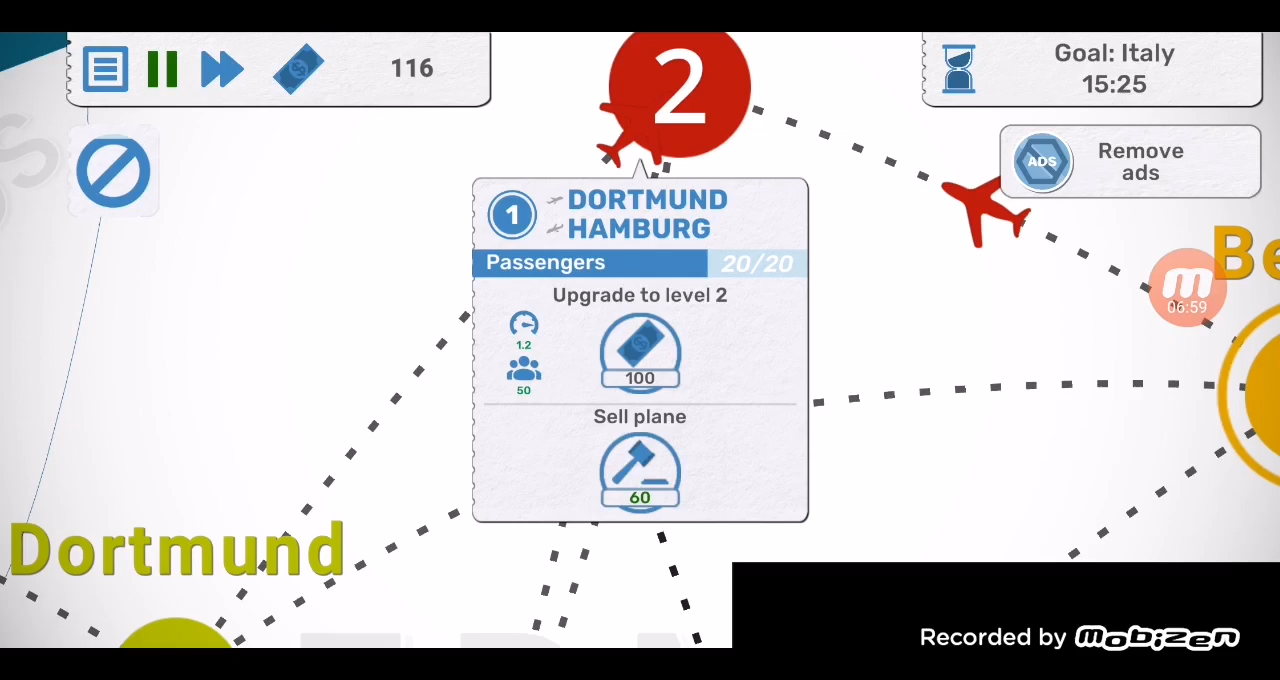 116
Goal: Italy
15:25
2
ADS
Remove
ads
1
DORTMUND
HAMBURG
Passengers 20/20
Upgrade to level 2
1.2
50
100
Sell plane
60
06:59
Dortmund
Recorded by mobizen